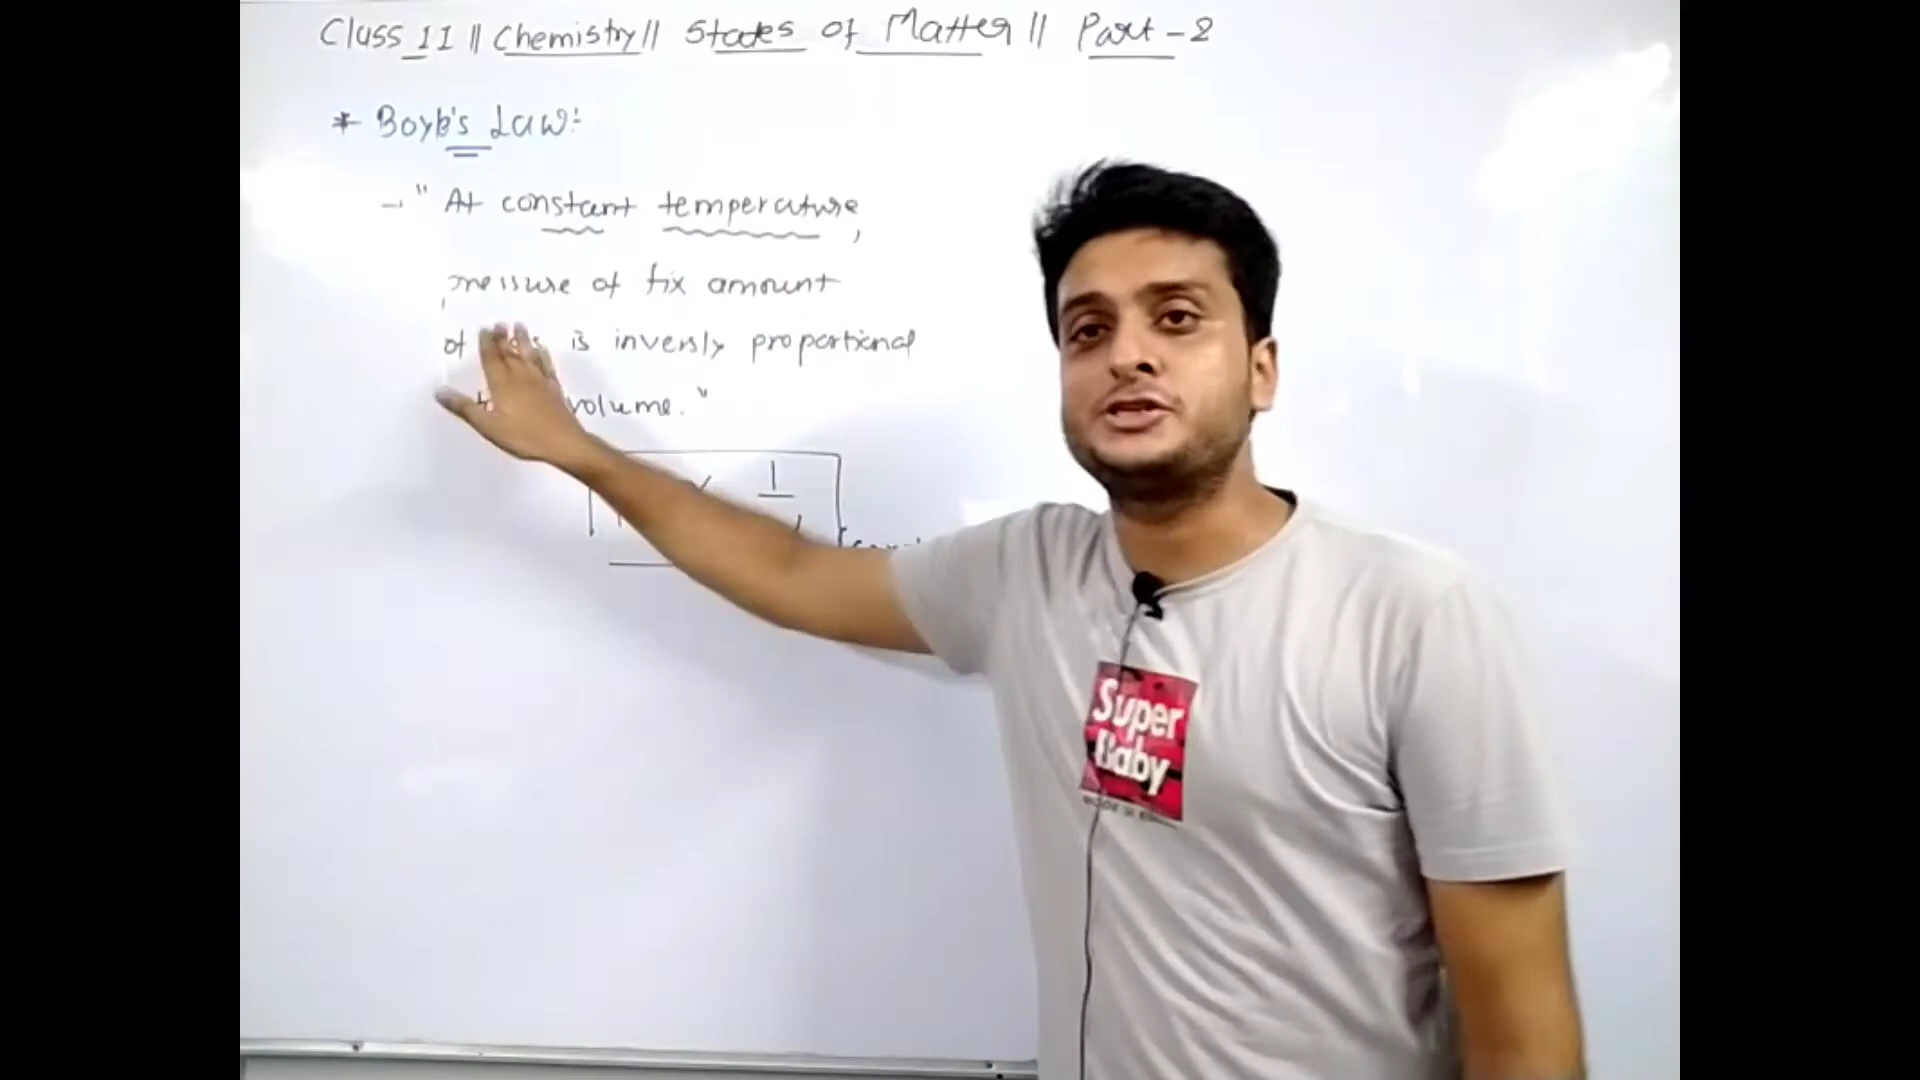 Class 11 || Chemistry || States of Matter || Part - 2
* Boyle's Law:
- " At constant temperature,
pressure of fix amount
of gas is inversly proportional
volume. "
1
Super
Baby